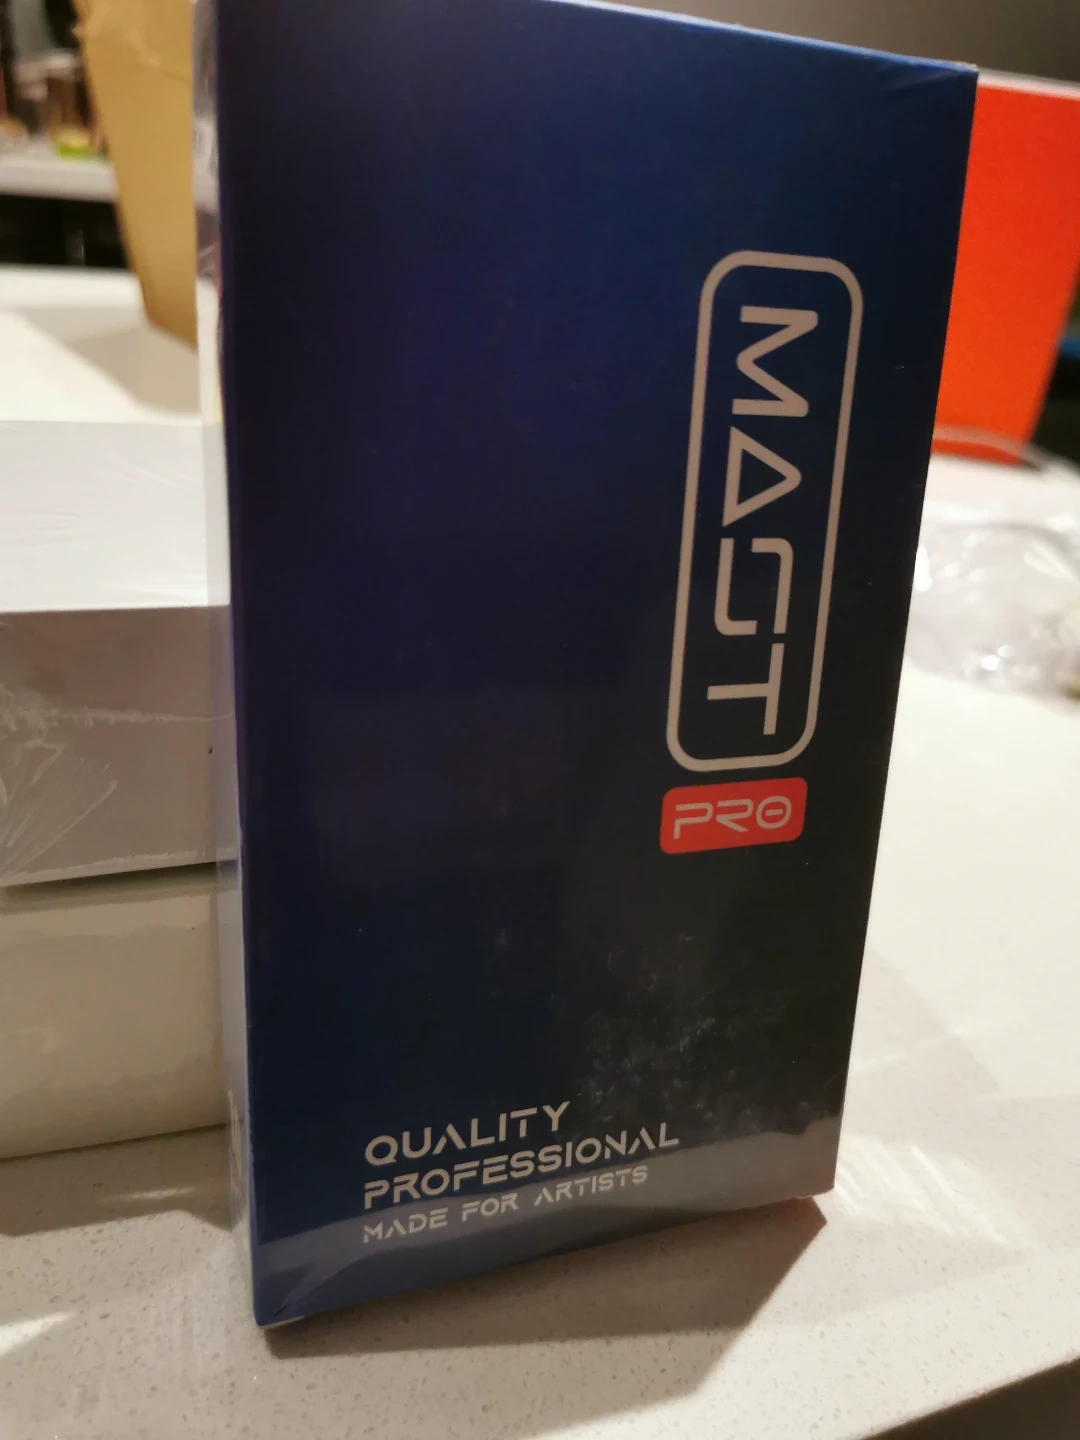 MAST
PRO
QUALITY
PROFESSIONAL
MADE FOR ARTISTS